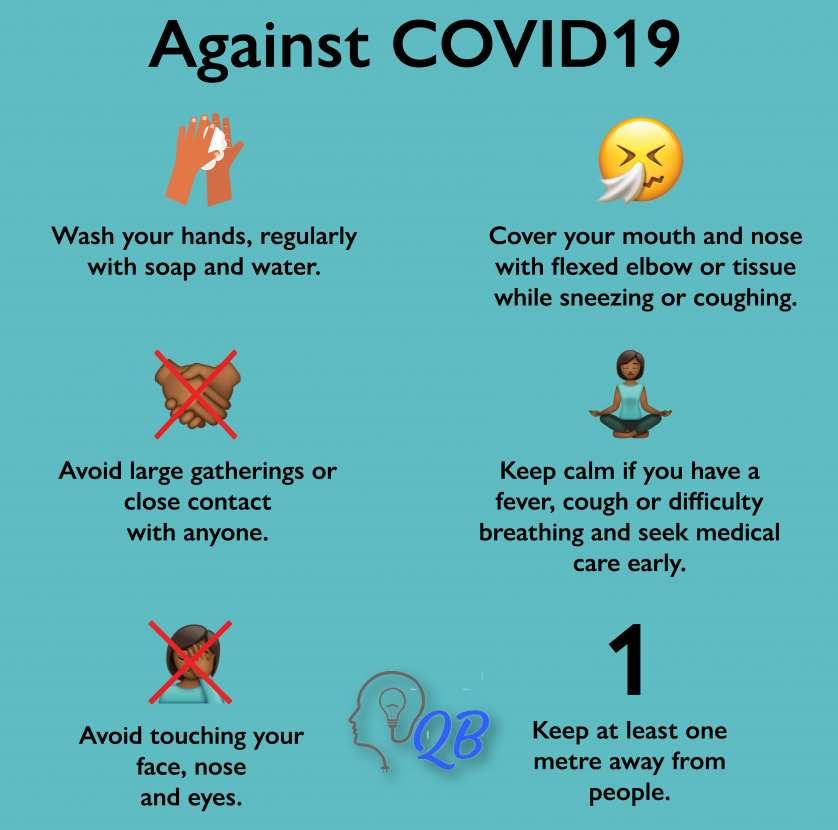 Against COVID19
Wash your hands, regularly
with soap and water.
Cover your mouth and nose
with flexed elbow or tissue
while sneezing or coughing.
Avoid large gatherings or
close contact
with anyone.
Keep calm if you have a
fever, cough or difficulty
breathing and seek medical
care early.
Avoid touching your
face, nose
and eyes.
QB
1
Keep at least one
metre away from
people.